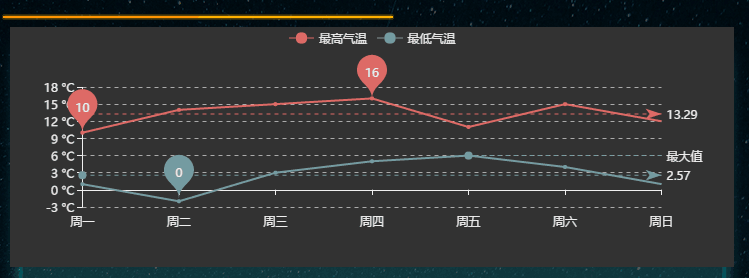 最高气温 最低气温
16
18 °C
15 °C
10
12 °C
13.29
9 °C
6 °C
最大值
3 °C
0
2.57
0 °C
-3 °C
周一 周二 周三 周四 周五 周六 周日